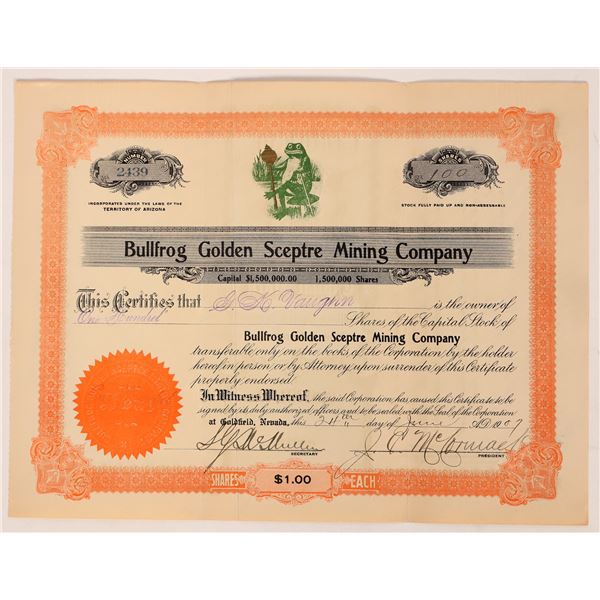 NUMBER
2439
INCORPORATED UNDER THE LAWS OF THE
TERRITORY OF ARIZONA
SHARES
100
STOCK FULLY PAID UP AND NON-ASSESSABLE
Bullfrog Golden Sceptre Mining Company
Capital $1,500,000.00 1,500,000 Shares
This Certifies that G. H. Vaughn is the owner of
One Hundred Shares of the Capital Stock of
Bullfrog Golden Sceptre Mining Company
transferable only on the books of the Corporation by the holder
hereof in person or by Attorney upon surrender of this Certificate
properly endorsed.
In Witness Whereof, the said Corporation has caused this Certificate to be
signed by its duly authorized officers and to be sealed with the Seal of the Corporation
at Goldfield, Nevada, this 24th day of June A.D. 1907
SECRETARY
PRESIDENT
SHARES $1.00 EACH